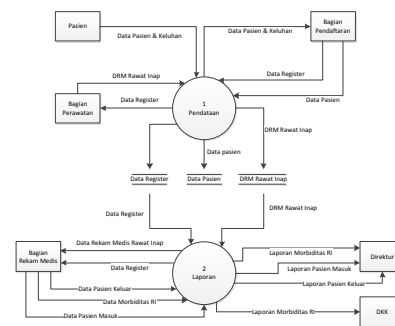 Pasien
Data Pasien & Keluhan
Data Pasien & Keluhan
Bagian
Pendaftaran
DRM Rawat Inap
Data Register
Bagian
Perawatan
Data Register
1
Pendataan
Data Pasien
DRM Rawat Inap
Data pasien
Data Register
Data Pasien
DRM Rawat Inap
Data Register
DRM Rawat Inap
Bagian
Rekam Medis
Data Rekam Medis Rawat Inap
Data Register
2
Laporan
Laporan Morbiditas RI
Laporan Pasien Masuk
Laporan Pasien Keluar
Direktur
Data Pasien Keluar
Data Morbiditas RI
Data Pasien Masuk
Laporan Morbiditas RI
DKK